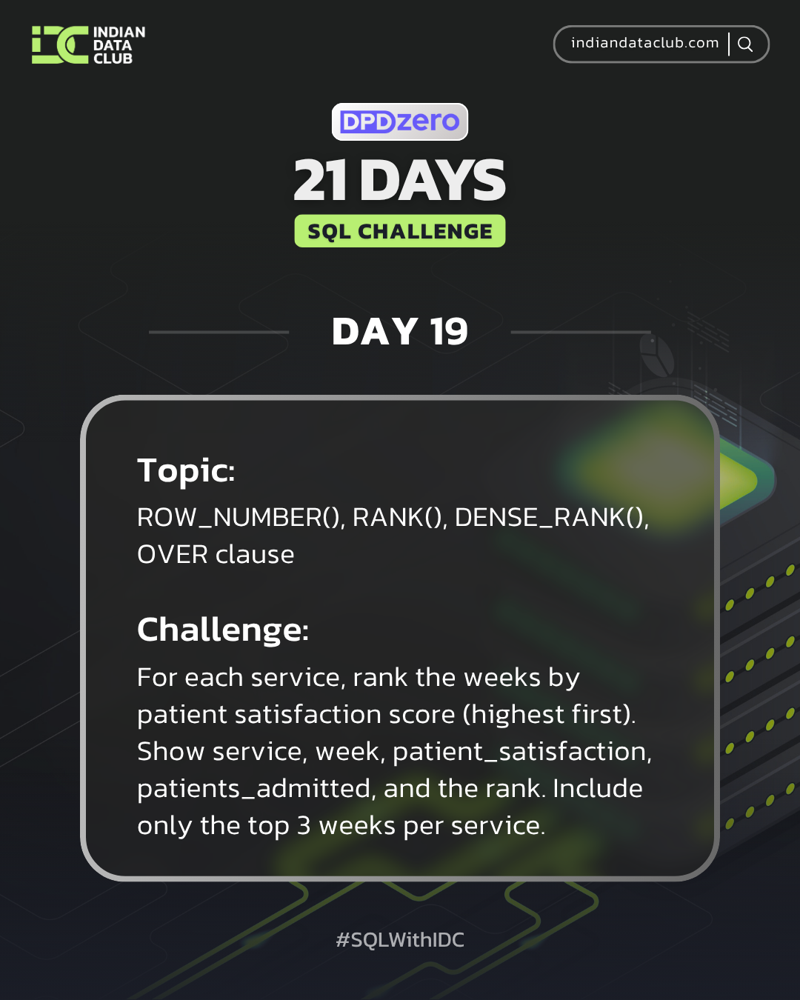 INDIAN
DATA
CLUB
indiandataclub.com
DPDzero
21 DAYS
SQL CHALLENGE
DAY 19
Topic:
ROW_NUMBER(), RANK(), DENSE_RANK(),
OVER clause
Challenge:
For each service, rank the weeks by
patient satisfaction score (highest first).
Show service, week, patient_satisfaction,
patients_admitted, and the rank. Include
only the top 3 weeks per service.
#SQLWithIDC